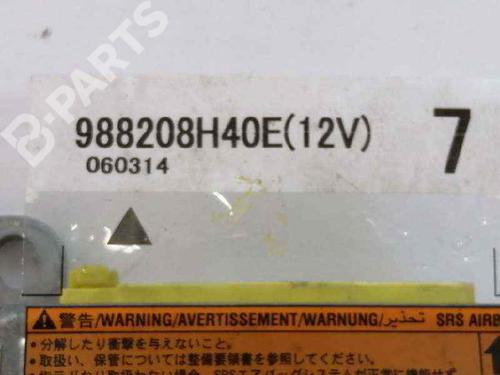 B-PARTS
988208H40E(12V)
7
060314
警告/WARNING/AVERTISSEMENT/WARNUNG/تحذير
SRS AIRB
・分解したり衝撃を与えないこと。
・取扱い、保管については整備要領書を参照してください。